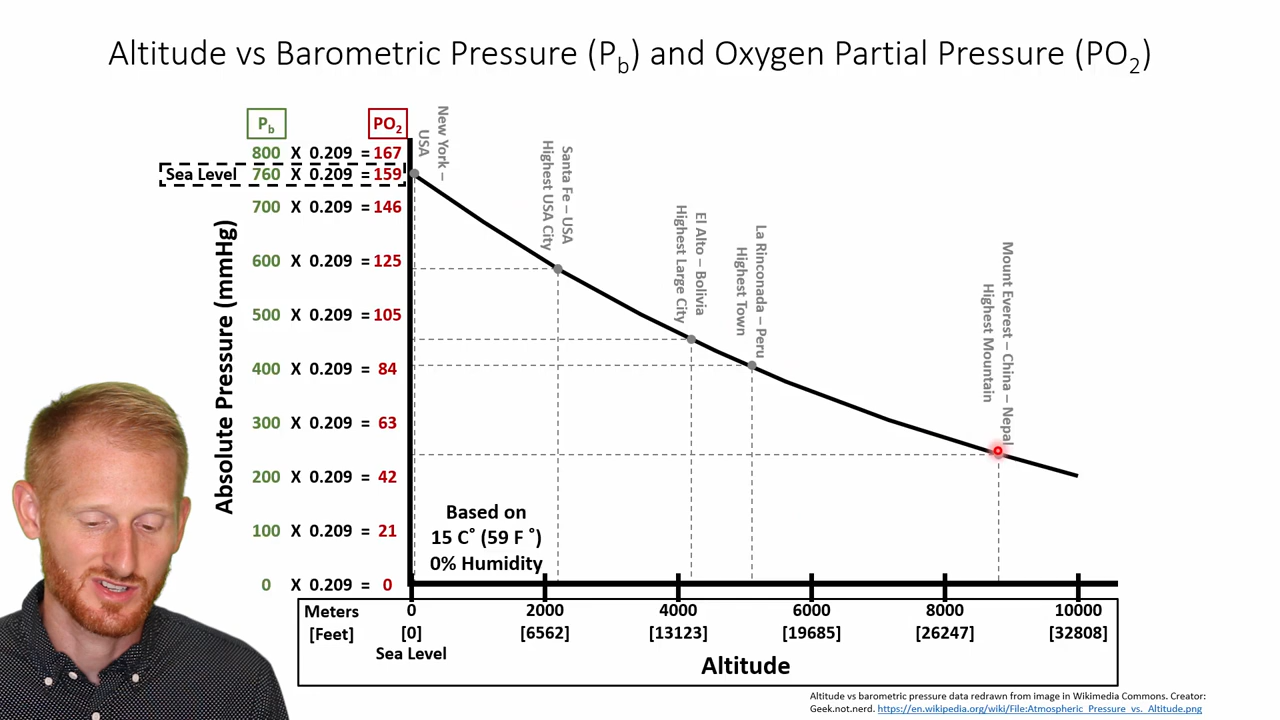 Altitude vs Barometric Pressure (Pb) and Oxygen Partial Pressure (PO2)
Pb PO2
800 X 0.209 = 167
Sea Level 760 X 0.209 = 159
700 X 0.209 = 146
600 X 0.209 = 125
500 X 0.209 = 105
400 X 0.209 = 84
300 X 0.209 = 63
200 X 0.209 = 42
100 X 0.209 = 21
0 X 0.209 = 0
Absolute Pressure (mmHg)
New York –
USA
Santa Fe – USA
Highest USA City
El Alto – Bolivia
Highest Large City
La Rinconada – Peru
Highest Town
Mount Everest – China – Nepal
Highest Mountain
Based on
15 C˚ (59 F ˚)
0% Humidity
Meters 0 2000 4000 6000 8000 10000
[Feet] [0] [6562] [13123] [19685] [26247] [32808]
Sea Level
Altitude
Altitude vs barometric pressure data redrawn from image in Wikimedia Commons. Creator:
Geek.not.nerd. https://en.wikipedia.org/wiki/File:Atmospheric_Pressure_vs._Altitude.png